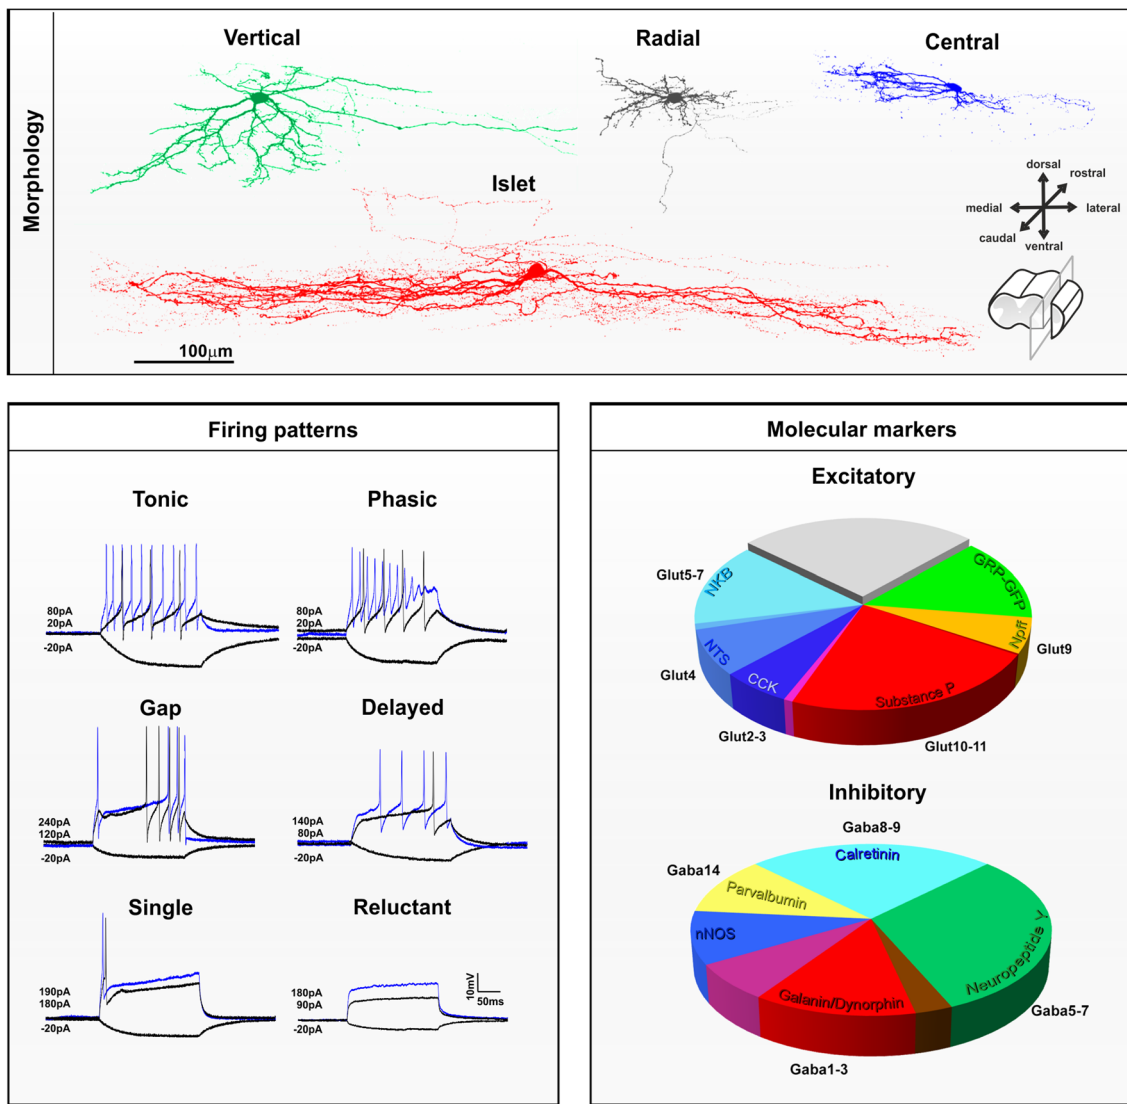 Morphology
Vertical
Radial
Central
Islet
dorsal
rostral
medial
lateral
caudal
ventral
100µm
Firing patterns
Tonic
80pA
20pA
-20pA
Phasic
80pA
20pA
-20pA
Gap
240pA
120pA
-20pA
Delayed
140pA
80pA
-20pA
Single
190pA
180pA
-20pA
Reluctant
180pA
90pA
-20pA
10mV
50ms
Molecular markers
Excitatory
Glut5-7
NKB
GRP-GFP
Npff
Glut9
NTS
Glut4
CCK
Substance P
Glut2-3
Glut10-11
Inhibitory
Gaba8-9
Calretinin
Gaba14
Parvalbumin
nNOS
Neuropeptide Y
Galanin/Dynorphin
Gaba5-7
Gaba1-3